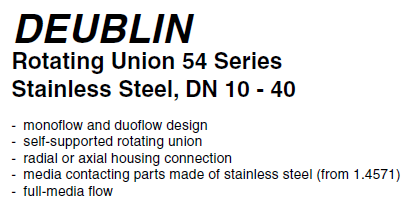 DEUBLIN
Rotating Union 54 Series
Stainless Steel, DN 10 - 40
- monoflow and duoflow design
- self-supported rotating union
- radial or axial housing connection
- media contacting parts made of stainless steel (from 1.4571)
- full-media flow